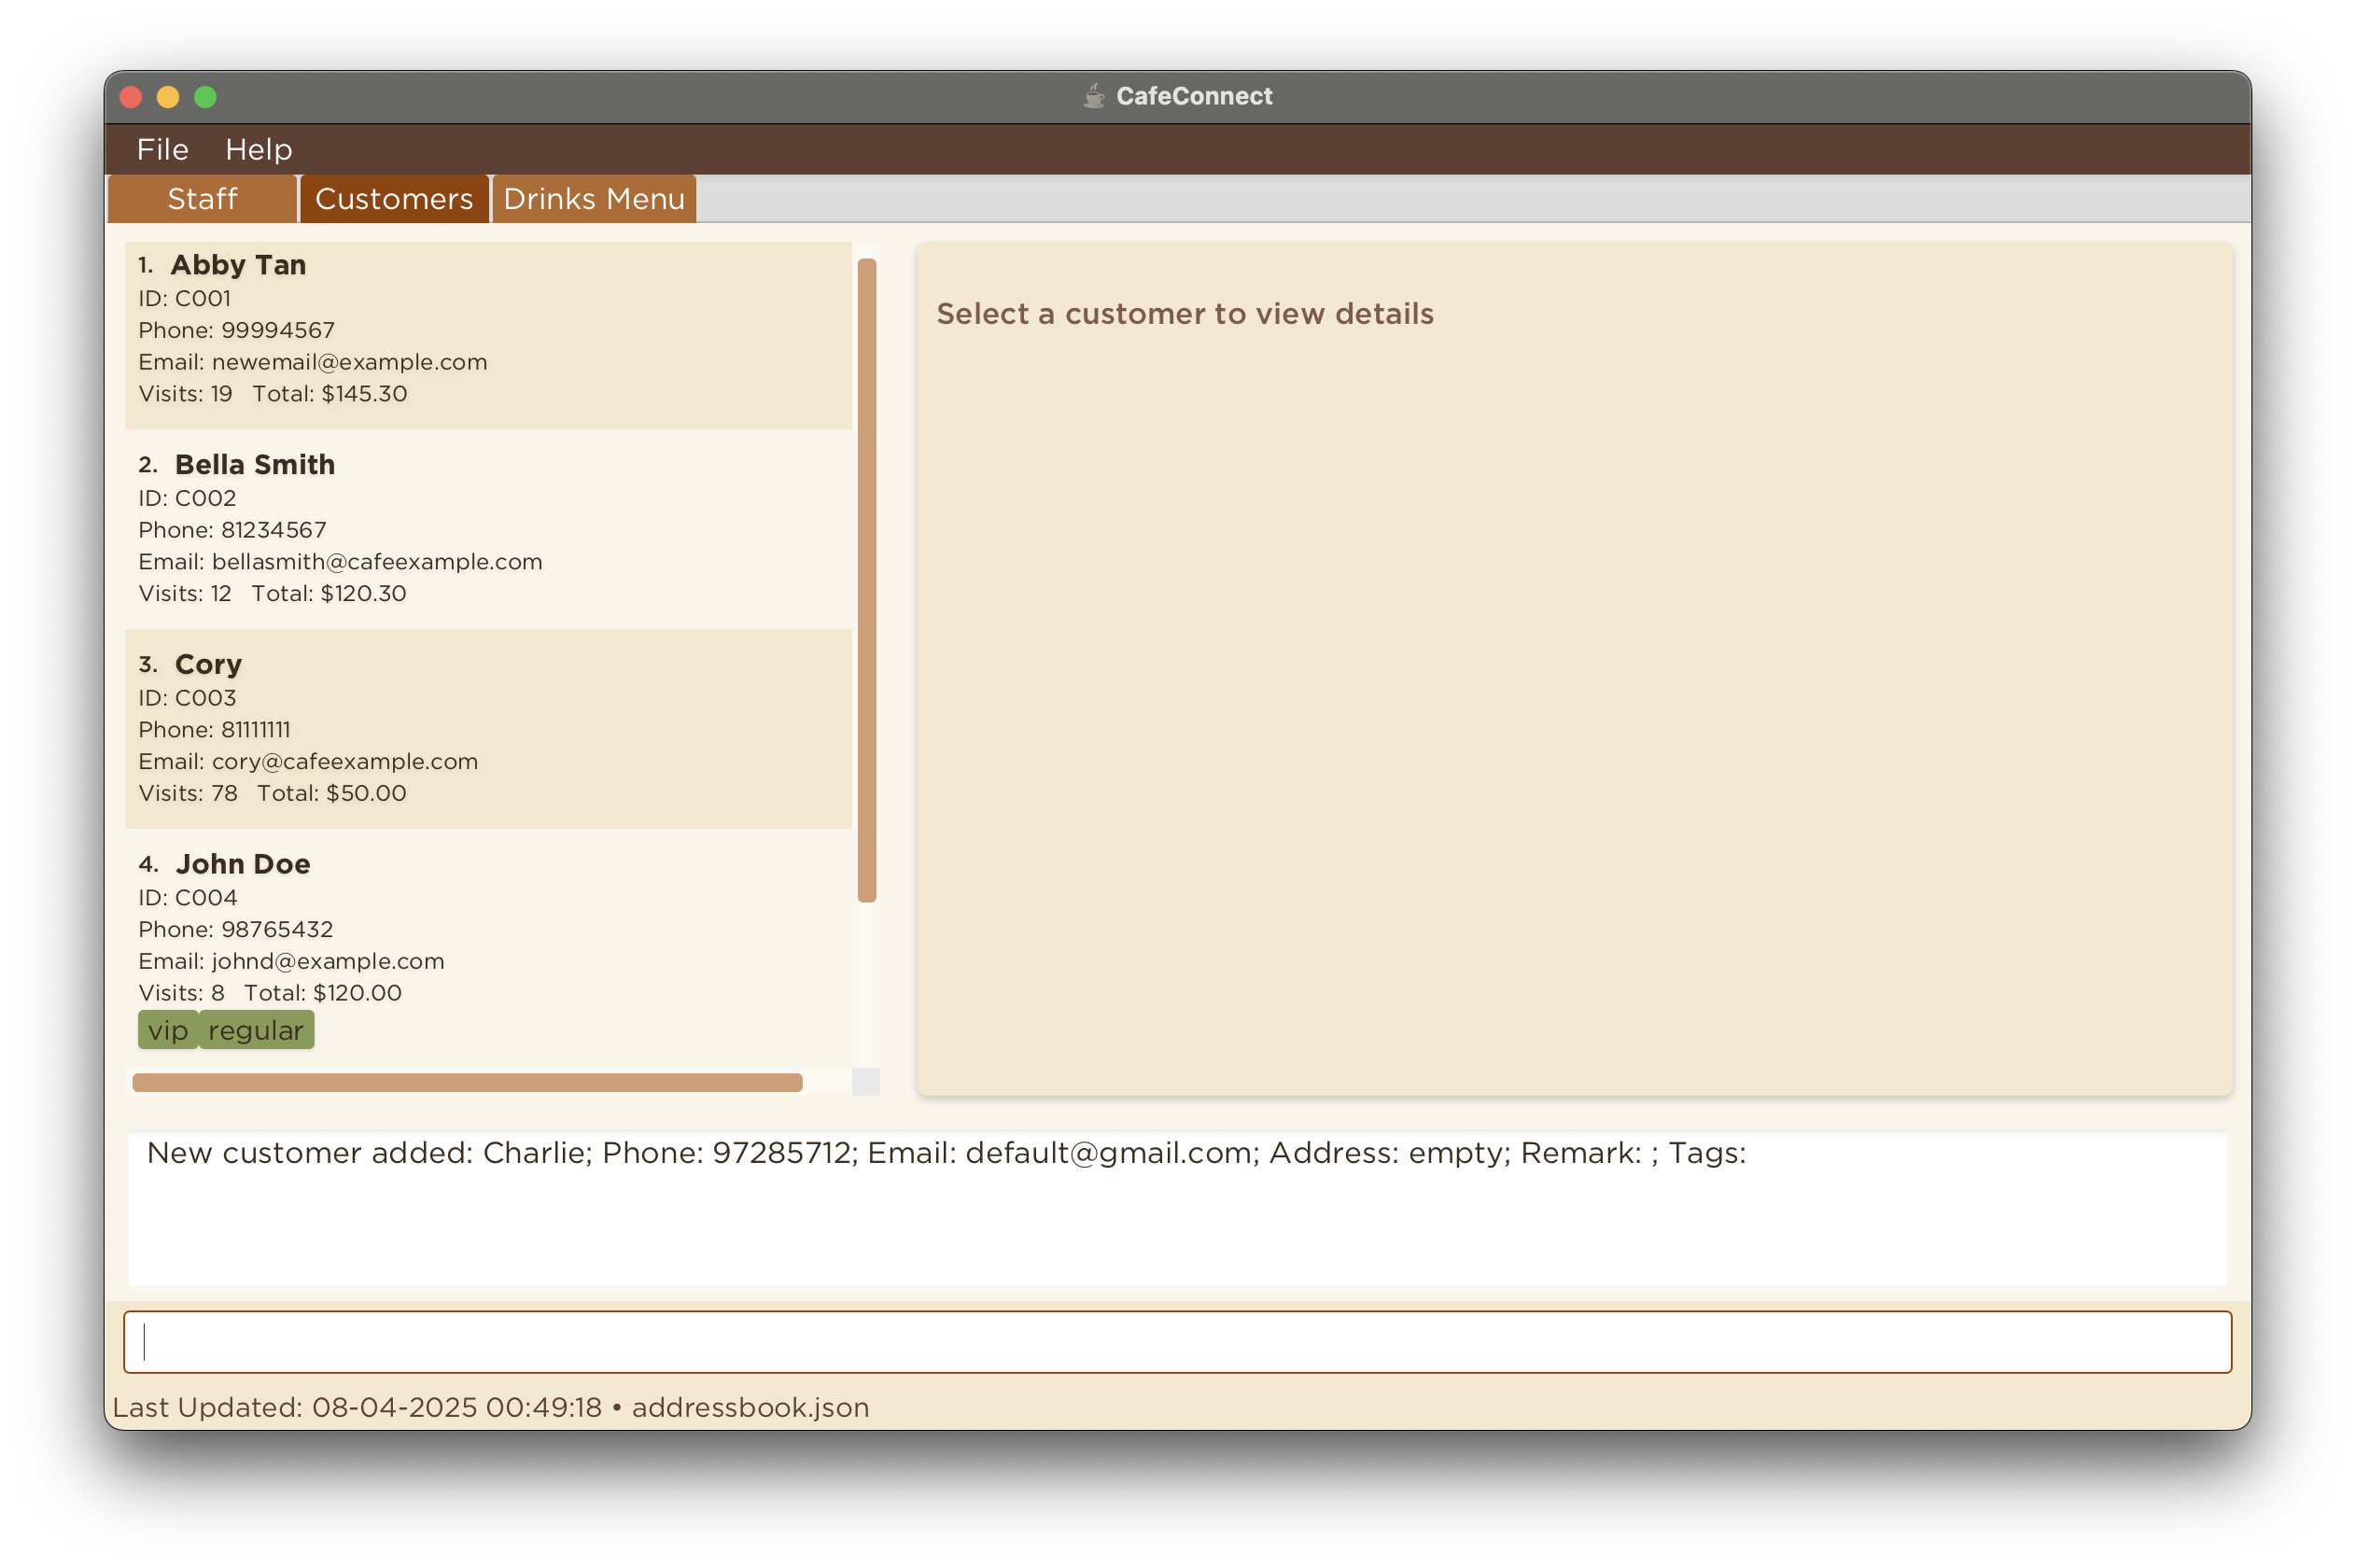 CafeConnect
File Help
Staff Customers Drinks Menu
1. Abby Tan
ID: C001
Phone: 99994567
Email: newemail@example.com
Visits: 19 Total: $145.30
2. Bella Smith
ID: C002
Phone: 81234567
Email: bellasmith@cafeexample.com
Visits: 12 Total: $120.30
3. Cory
ID: C003
Phone: 81111111
Email: cory@cafeexample.com
Visits: 78 Total: $50.00
4. John Doe
ID: C004
Phone: 98765432
Email: johnd@example.com
Visits: 8 Total: $120.00
vip regular
Select a customer to view details
New customer added: Charlie; Phone: 97285712; Email: default@gmail.com; Address: empty; Remark: ; Tags:
Last Updated: 08-04-2025 00:49:18 • addressbook.json